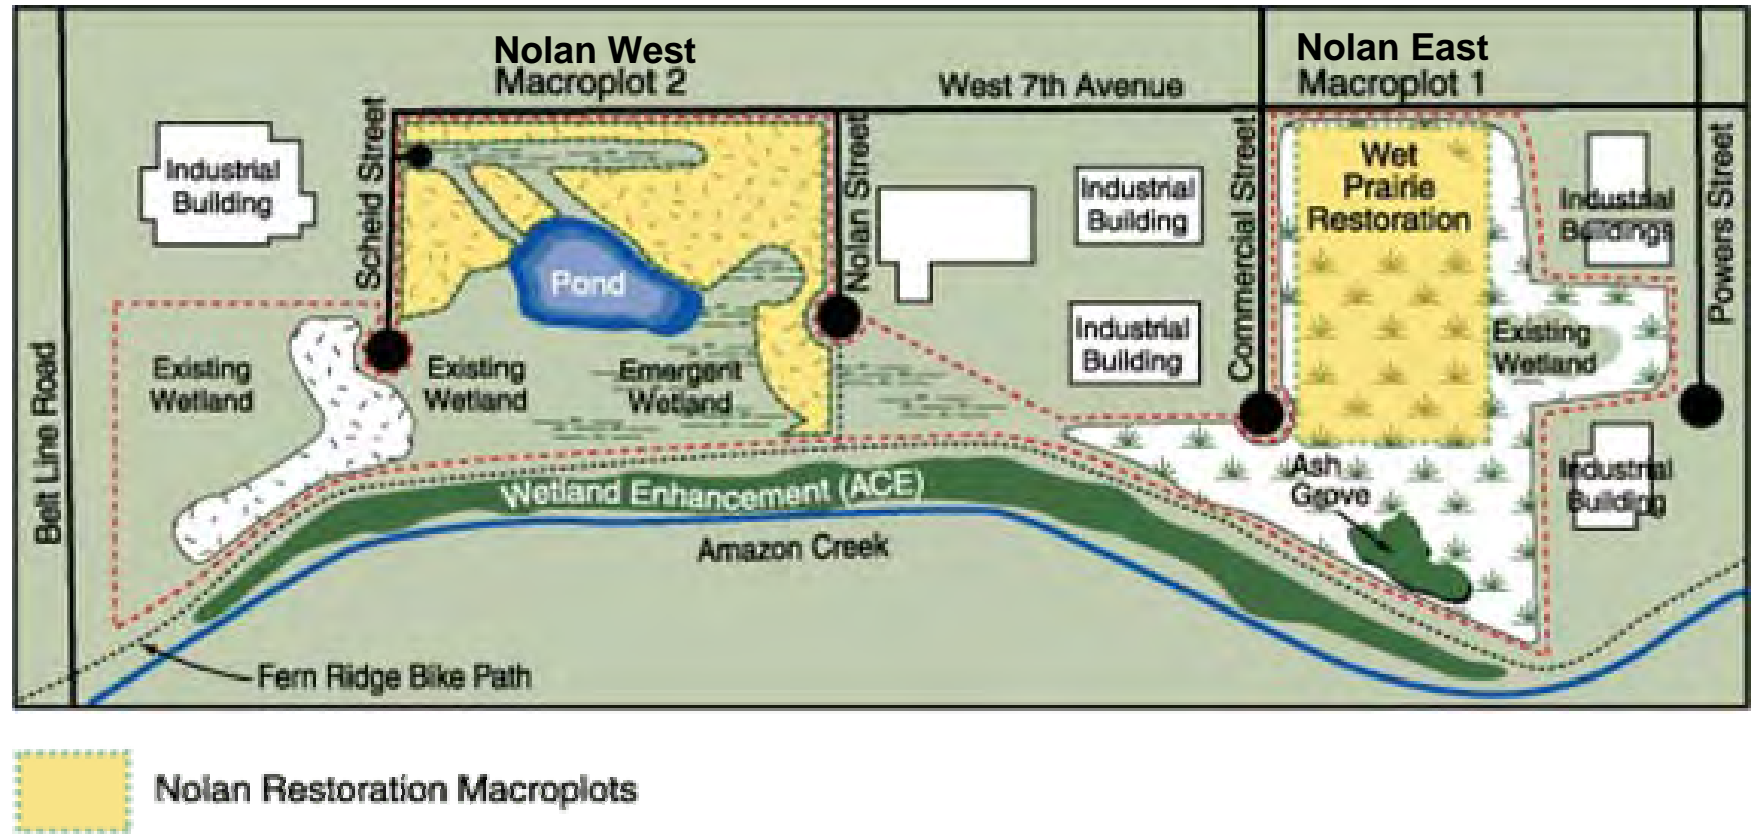 Nolan West
Macroplot 2
West 7th Avenue
Nolan East
Macroplot 1
Scheid Street
Nolan Street
Commercial Street
Powers Street
Belt Line Road
Industrial
Building
Industrial
Building
Industrial
Building
Wet
Prairie
Restoration
Industrial
Buildings
Pond
Existing
Wetland
Existing
Wetland
Emergent
Wetland
Existing
Wetland
Ash
Grove
Industrial
Building
Wetland Enhancement (ACE)
Amazon Creek
Fern Ridge Bike Path
Nolan Restoration Macroplots